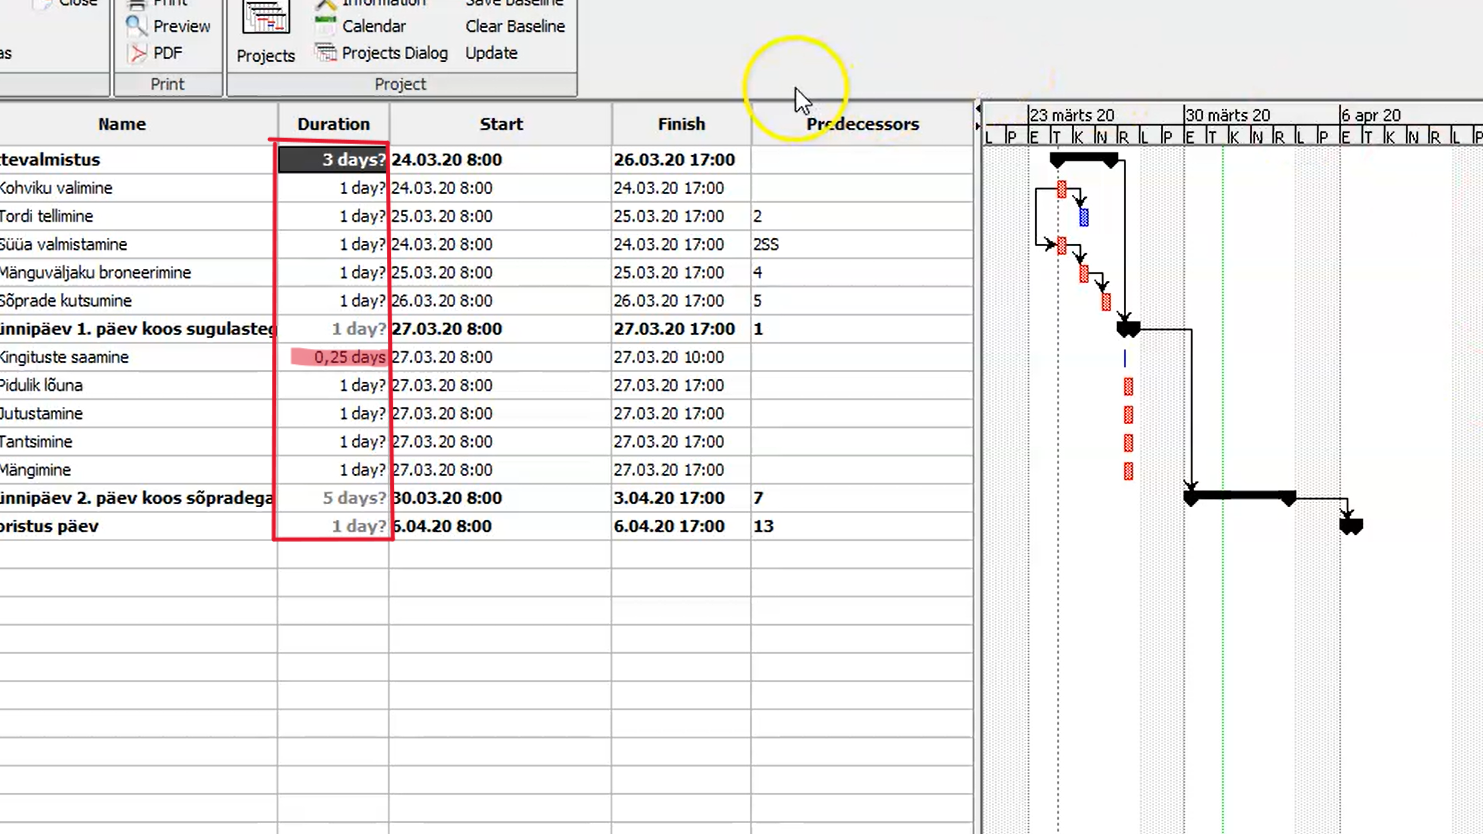 Close Print Information Save Baseline
Preview Calendar Clear Baseline
as PDF Projects Projects Dialog Update
Print Project
Name Duration Start Finish Predecessors 23 märts 20 30 märts 20 6 apr 20
L P E T K N R L P E T K N R L P E T K N R L P
ttevalmistus 3 days? 24.03.20 8:00 26.03.20 17:00
Kohviku valimine 1 day? 24.03.20 8:00 24.03.20 17:00
Tordi tellimine 1 day? 25.03.20 8:00 25.03.20 17:00 2
Süüa valmistamine 1 day? 24.03.20 8:00 24.03.20 17:00 2SS
Mänguväljaku broneerimine 1 day? 25.03.20 8:00 25.03.20 17:00 4
Sõprade kutsumine 1 day? 26.03.20 8:00 26.03.20 17:00 5
ünnipäev 1. päev koos sugulasteg 1 day? 27.03.20 8:00 27.03.20 17:00 1
Kingituste saamine 0,25 days 27.03.20 8:00 27.03.20 10:00
Pidulik lõuna 1 day? 27.03.20 8:00 27.03.20 17:00
Jutustamine 1 day? 27.03.20 8:00 27.03.20 17:00
Tantsimine 1 day? 27.03.20 8:00 27.03.20 17:00
Mängimine 1 day? 27.03.20 8:00 27.03.20 17:00
ünnipäev 2. päev koos sõpradega 5 days? 30.03.20 8:00 3.04.20 17:00 7
oristus päev 1 day? 6.04.20 8:00 6.04.20 17:00 13